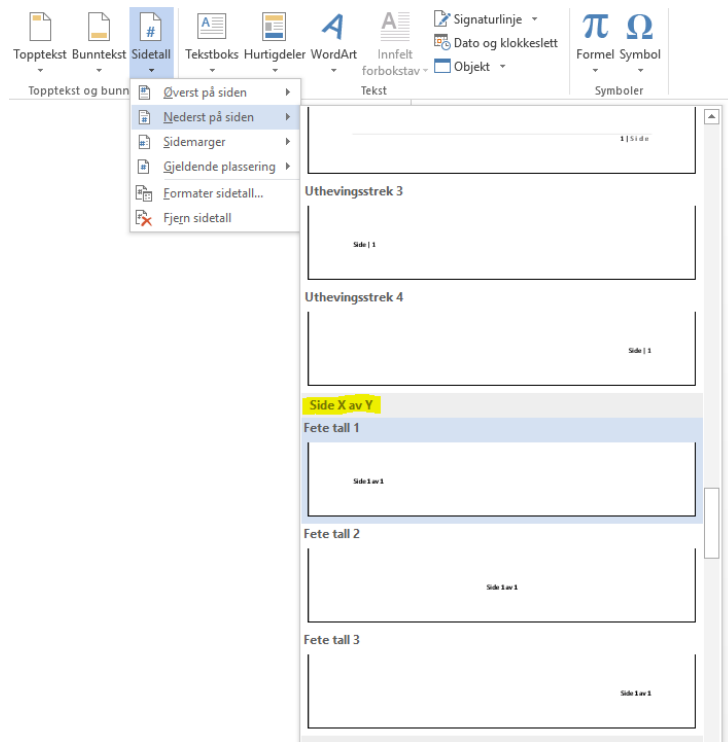 Topptekst Bunntekst Sidetall Tekstboks Hurtigdeler WordArt Innfelt forbokstav
Signaturlinje
Dato og klokkeslett
Objekt
π Ω
Formel Symbol
Topptekst og bunn Tekst Symboler
Øverst på siden
Nederst på siden
Sidemarger
Gjeldende plassering
Formater sidetall...
Fjern sidetall
1 | S i d e
Uthevingsstrek 3
Side | 1
Uthevingsstrek 4
Side | 1
Side X av Y
Fete tall 1
Side 1 av 1
Fete tall 2
Side 1 av 1
Fete tall 3
Side 1 av 1